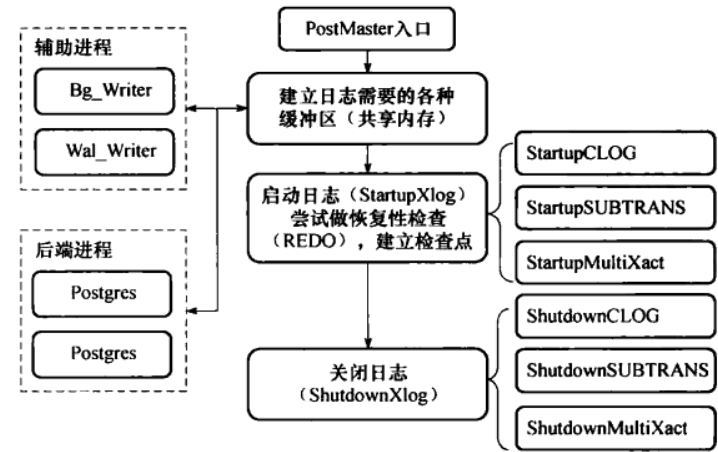 PostMaster入口
辅助进程
Bg_Writer
Wal_Writer
建立日志需要的各种
缓冲区（共享内存）
启动日志（StartupXlog）
尝试做恢复性检查
（REDO），建立检查点
StartupCLOG
StartupSUBTRANS
StartupMultiXact
后端进程
Postgres
Postgres
关闭日志
（ShutdownXlog）
ShutdownCLOG
ShutdownSUBTRANS
ShutdownMultiXact